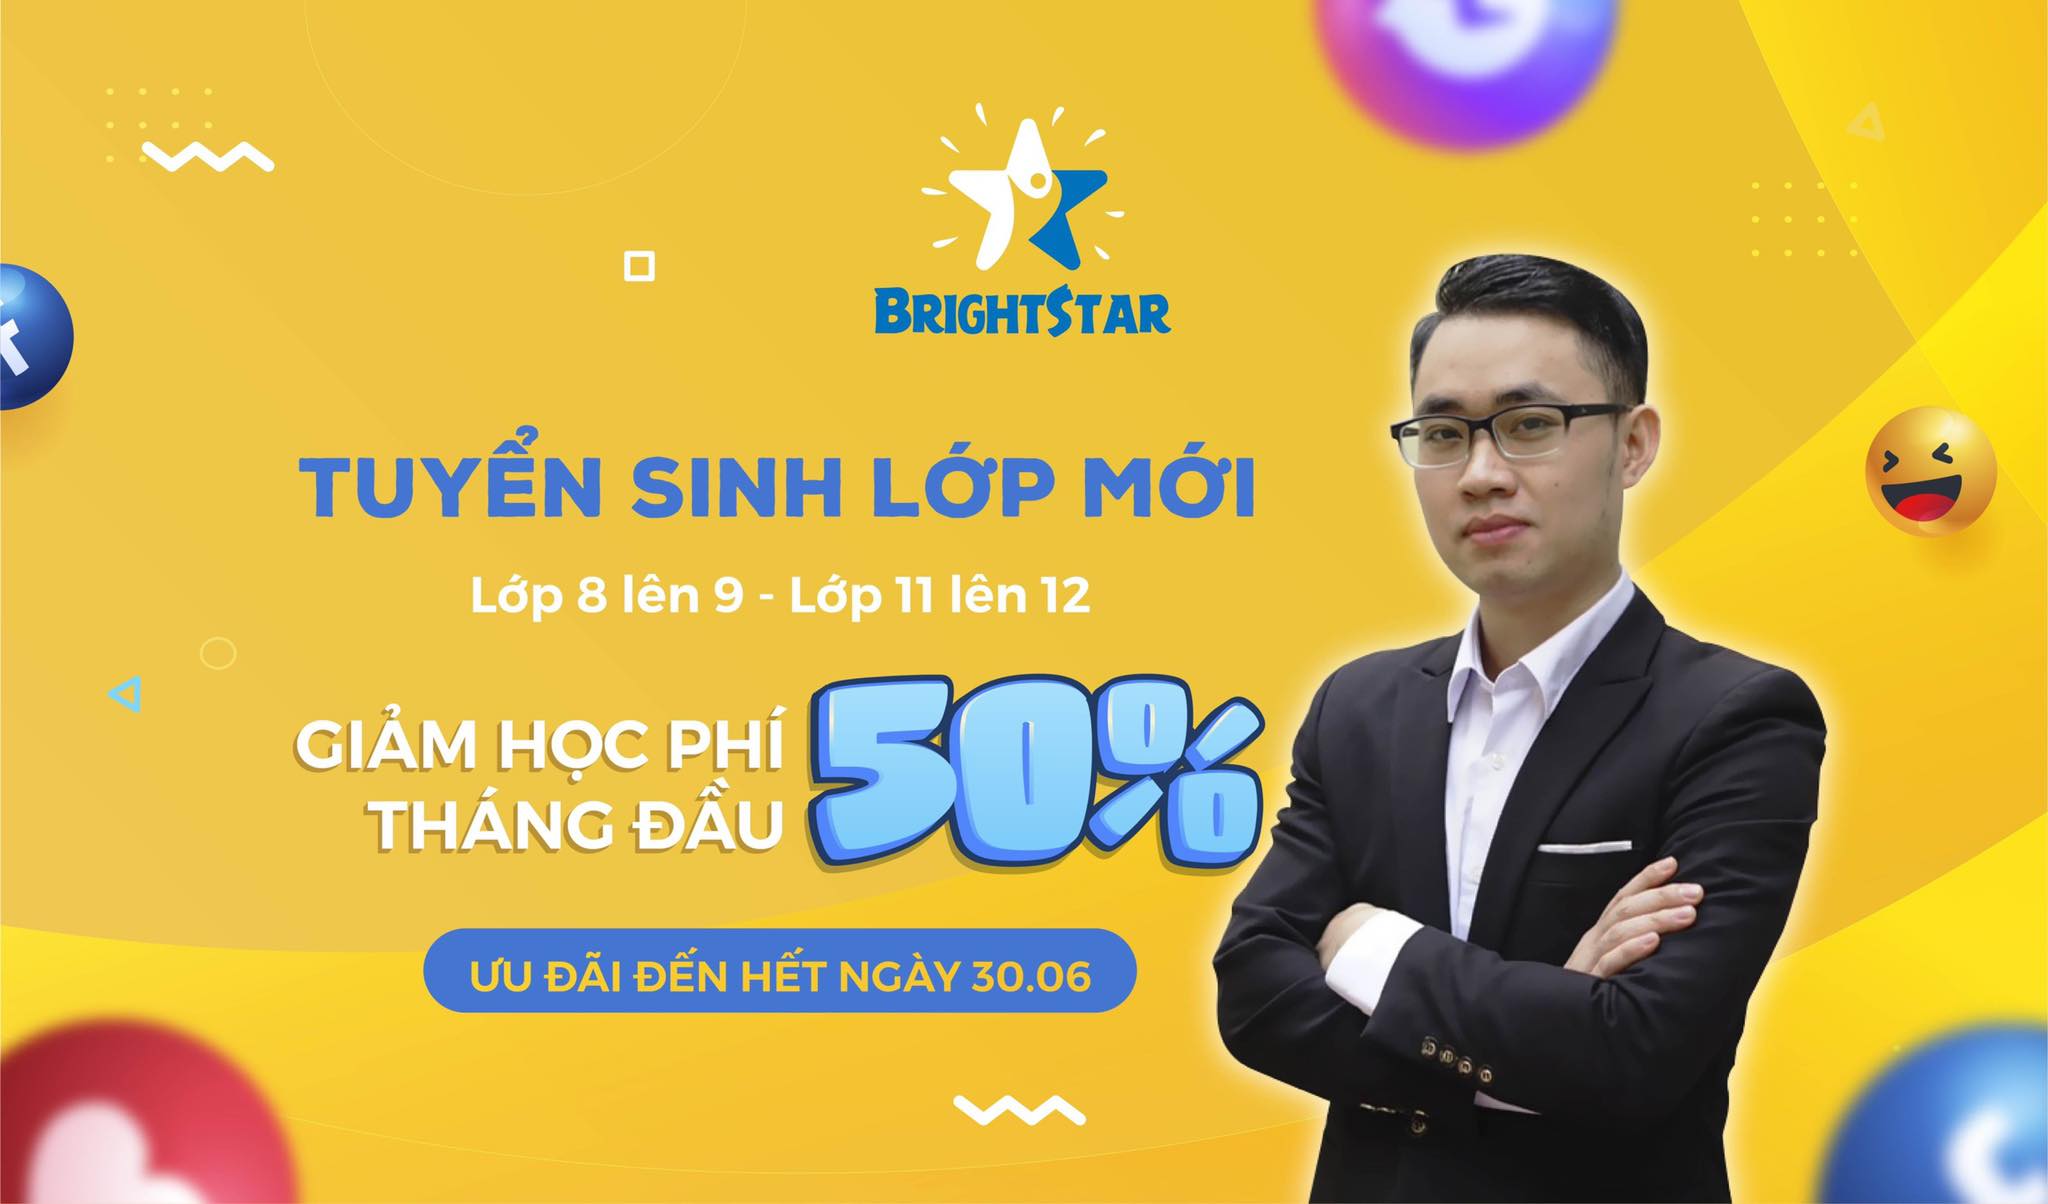 BRIGHTSTAR
TUYỂN SINH LỚP MỚI
Lớp 8 lên 9 - Lớp 11 lên 12
GIẢM HỌC PHÍ
THÁNG ĐẦU
50%
ƯU ĐÃI ĐẾN HẾT NGÀY 30.06